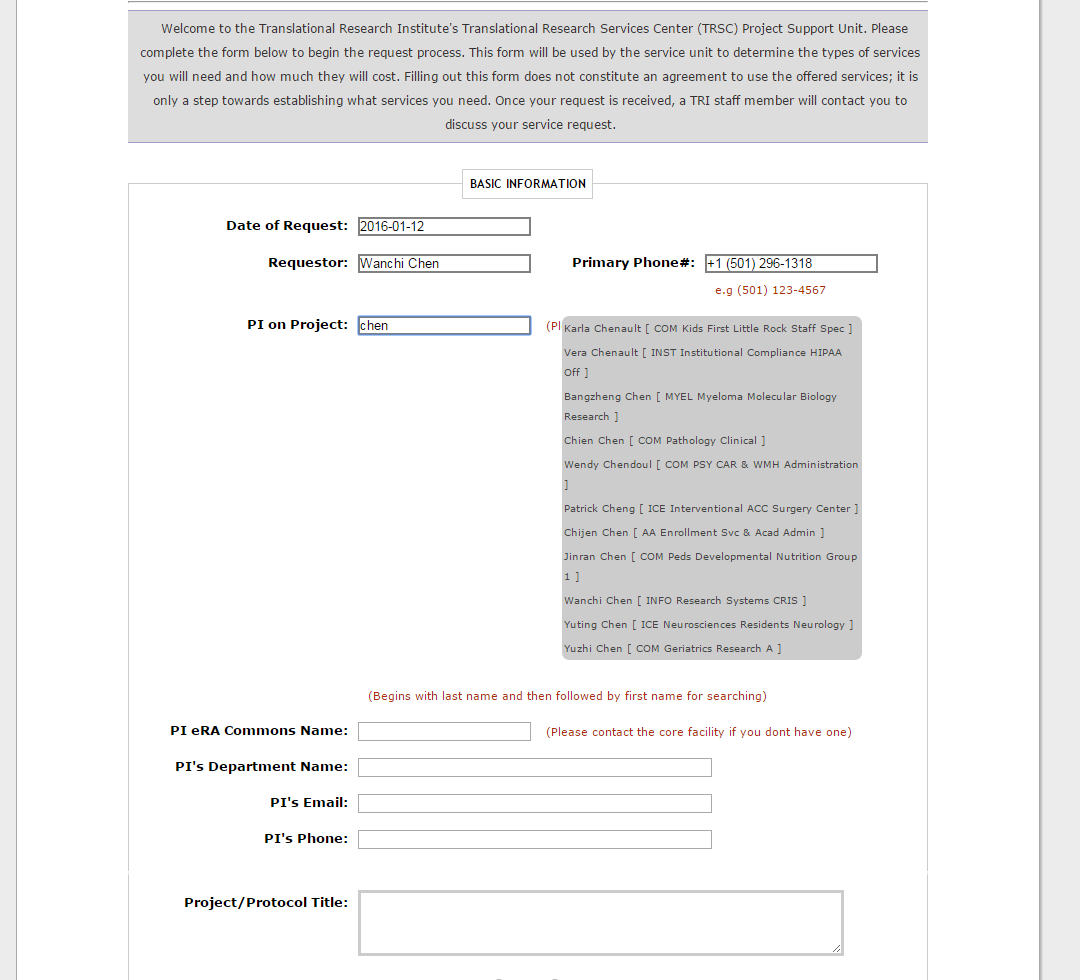 Welcome to the Translational Research Institute's Translational Research Services Center (TRSC) Project Support Unit. Please
complete the form below to begin the request process. This form will be used by the service unit to determine the types of services
you will need and how much they will cost. Filling out this form does not constitute an agreement to use the offered services; it is
only a step towards establishing what services you need. Once your request is received, a TRI staff member will contact you to
discuss your service request.
BASIC INFORMATION
Date of Request: 2016-01-12
Requestor: Wanchi Chen Primary Phone#: +1 (501) 296-1318
e.g (501) 123-4567
PI on Project: chen
Karla Chenault [ COM Kids First Little Rock Staff Spec ]
Vera Chenault [ INST Institutional Compliance HIPAA
Off ]
Bangzheng Chen [ MYEL Myeloma Molecular Biology
Research ]
Chien Chen [ COM Pathology Clinical ]
Wendy Chendoul [ COM PSY CAR & WMH Administration
]
Patrick Cheng [ ICE Interventional ACC Surgery Center ]
Chijen Chen [ AA Enrollment Svc & Acad Admin ]
Jinran Chen [ COM Peds Developmental Nutrition Group
1 ]
Wanchi Chen [ INFO Research Systems CRIS ]
Yuting Chen [ ICE Neurosciences Residents Neurology ]
Yuzhi Chen [ COM Geriatrics Research A ]
(Begins with last name and then followed by first name for searching)
PI eRA Commons Name: (Please contact the core facility if you dont have one)
PI's Department Name:
PI's Email:
PI's Phone:
Project/Protocol Title: